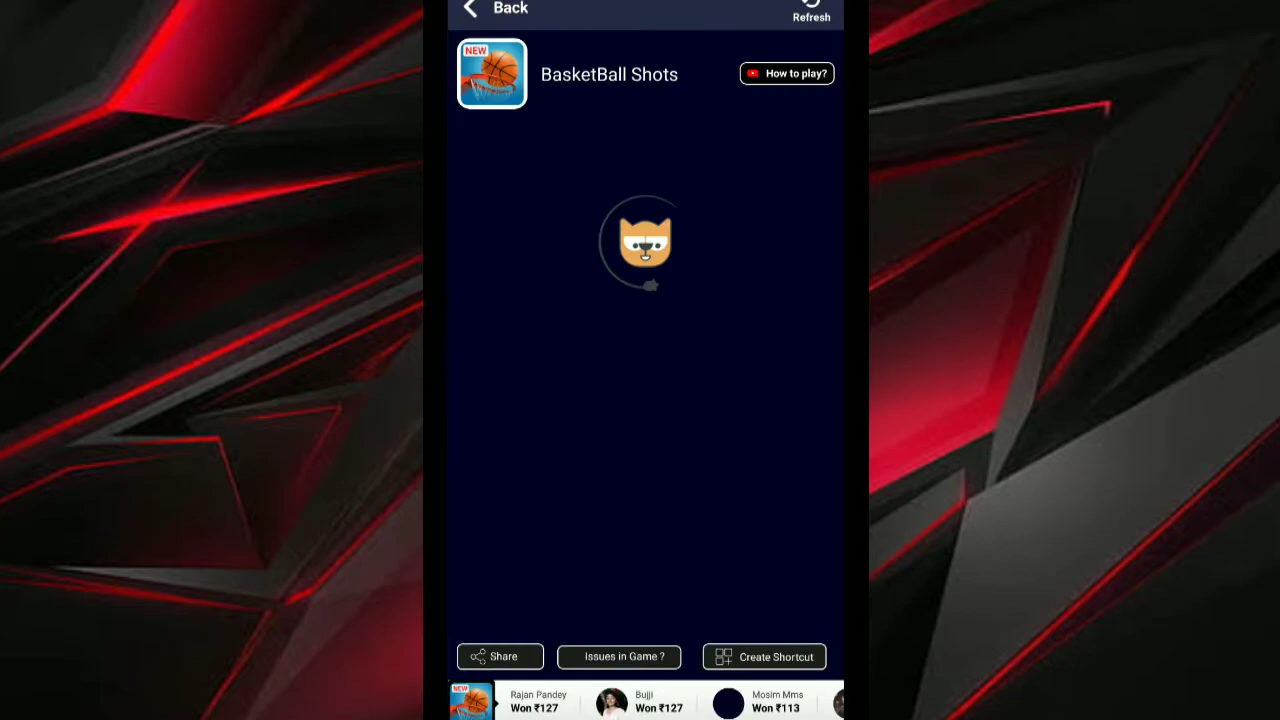 Back
Refresh
NEW
BasketBall Shots
How to play?
Share
Issues in Game ?
Create Shortcut
NEW
Rajan Pandey
Won ₹127
Bujji
Won ₹127
Mosim Mms
Won ₹113